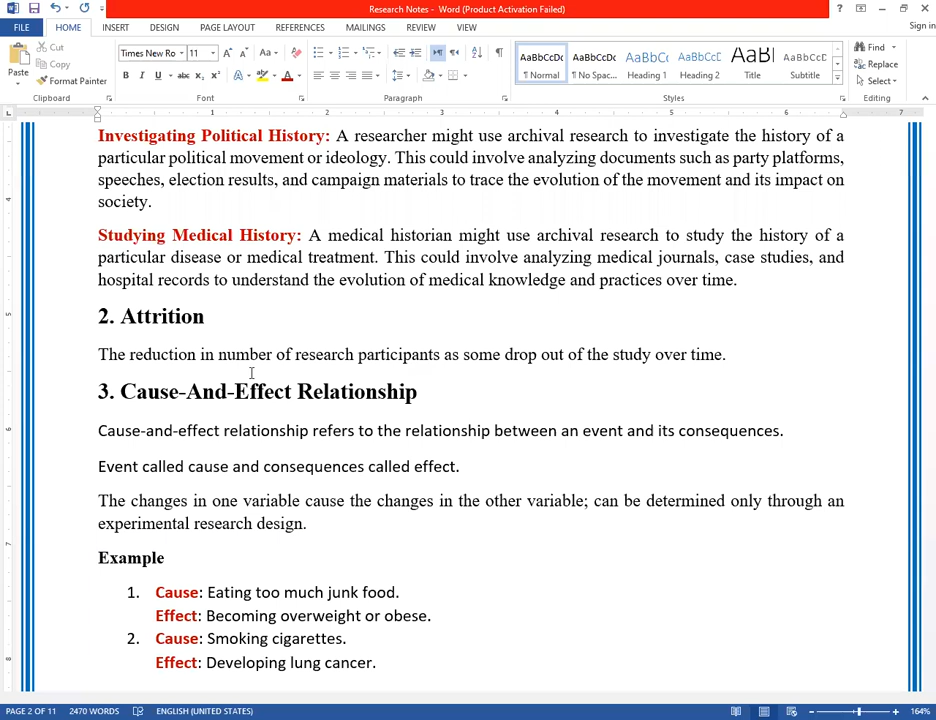 Research Notes - Word (Product Activation Failed)
Sign in
FILE HOME INSERT DESIGN PAGE LAYOUT REFERENCES MAILINGS REVIEW VIEW
Paste
Cut
Copy
Format Painter
Clipboard
Times New Ro 11
Font
Paragraph
AaBbCcDc AaBbCcDc AaBbCc AaBbCcC AaBbC AaBbCcC
¶ Normal ¶ No Spac... Heading 1 Heading 2 Title Subtitle
Styles
Find
Replace
Select
Editing
Investigating Political History: A researcher might use archival research to investigate the history of a
particular political movement or ideology. This could involve analyzing documents such as party platforms,
speeches, election results, and campaign materials to trace the evolution of the movement and its impact on
society.
Studying Medical History: A medical historian might use archival research to study the history of a
particular disease or medical treatment. This could involve analyzing medical journals, case studies, and
hospital records to understand the evolution of medical knowledge and practices over time.
2. Attrition
The reduction in number of research participants as some drop out of the study over time.
3. Cause-And-Effect Relationship
Cause-and-effect relationship refers to the relationship between an event and its consequences.
Event called cause and consequences called effect.
The changes in one variable cause the changes in the other variable; can be determined only through an
experimental research design.
Example
1. Cause: Eating too much junk food.
Effect: Becoming overweight or obese.
2. Cause: Smoking cigarettes.
Effect: Developing lung cancer.
PAGE 2 OF 11 2470 WORDS ENGLISH (UNITED STATES) 164%